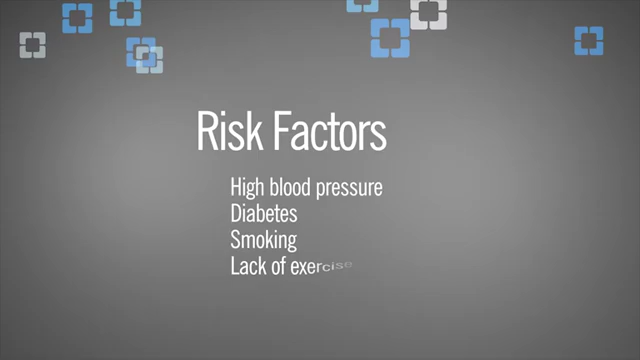 Risk Factors
High blood pressure
Diabetes
Smoking
Lack of exercise